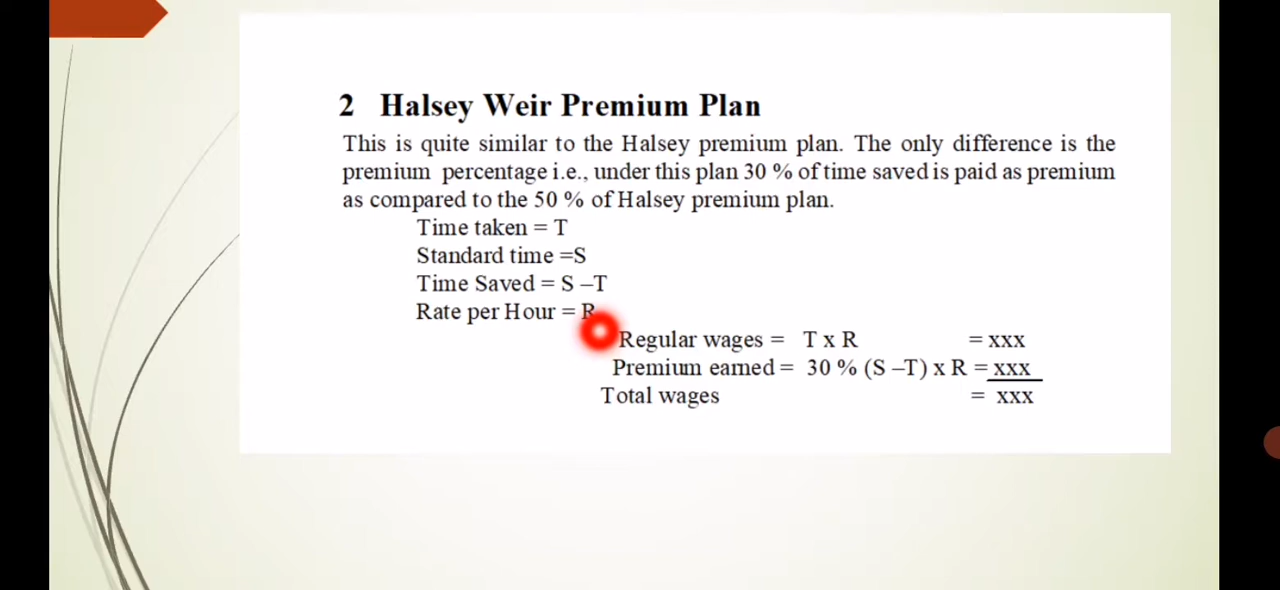 2 Halsey Weir Premium Plan
This is quite similar to the Halsey premium plan. The only difference is the
premium percentage i.e., under this plan 30 % of time saved is paid as premium
as compared to the 50 % of Halsey premium plan.
Time taken = T
Standard time =S
Time Saved = S –T
Rate per Hour = R
Regular wages = T x R = xxx
Premium earned = 30 % (S –T) x R = xxx
Total wages = xxx